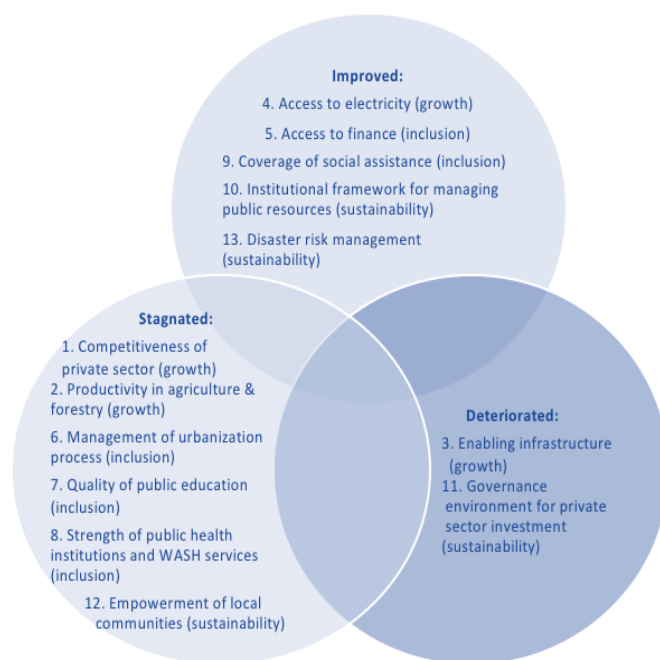 Improved:
4. Access to electricity (growth)
5. Access to finance (inclusion)
9. Coverage of social assistance (inclusion)
10. Institutional framework for managing
public resources (sustainability)
13. Disaster risk management
(sustainability)
Stagnated:
1. Competitiveness of
private sector (growth)
2. Productivity in agriculture &
forestry (growth)
6. Management of urbanization
process (inclusion)
7. Quality of public education
(inclusion)
8. Strength of public health
institutions and WASH services
(inclusion)
12. Empowerment of local
communities (sustainability)
Deteriorated:
3. Enabling infrastructure
(growth)
11. Governance
environment for private
sector investment
(sustainability)